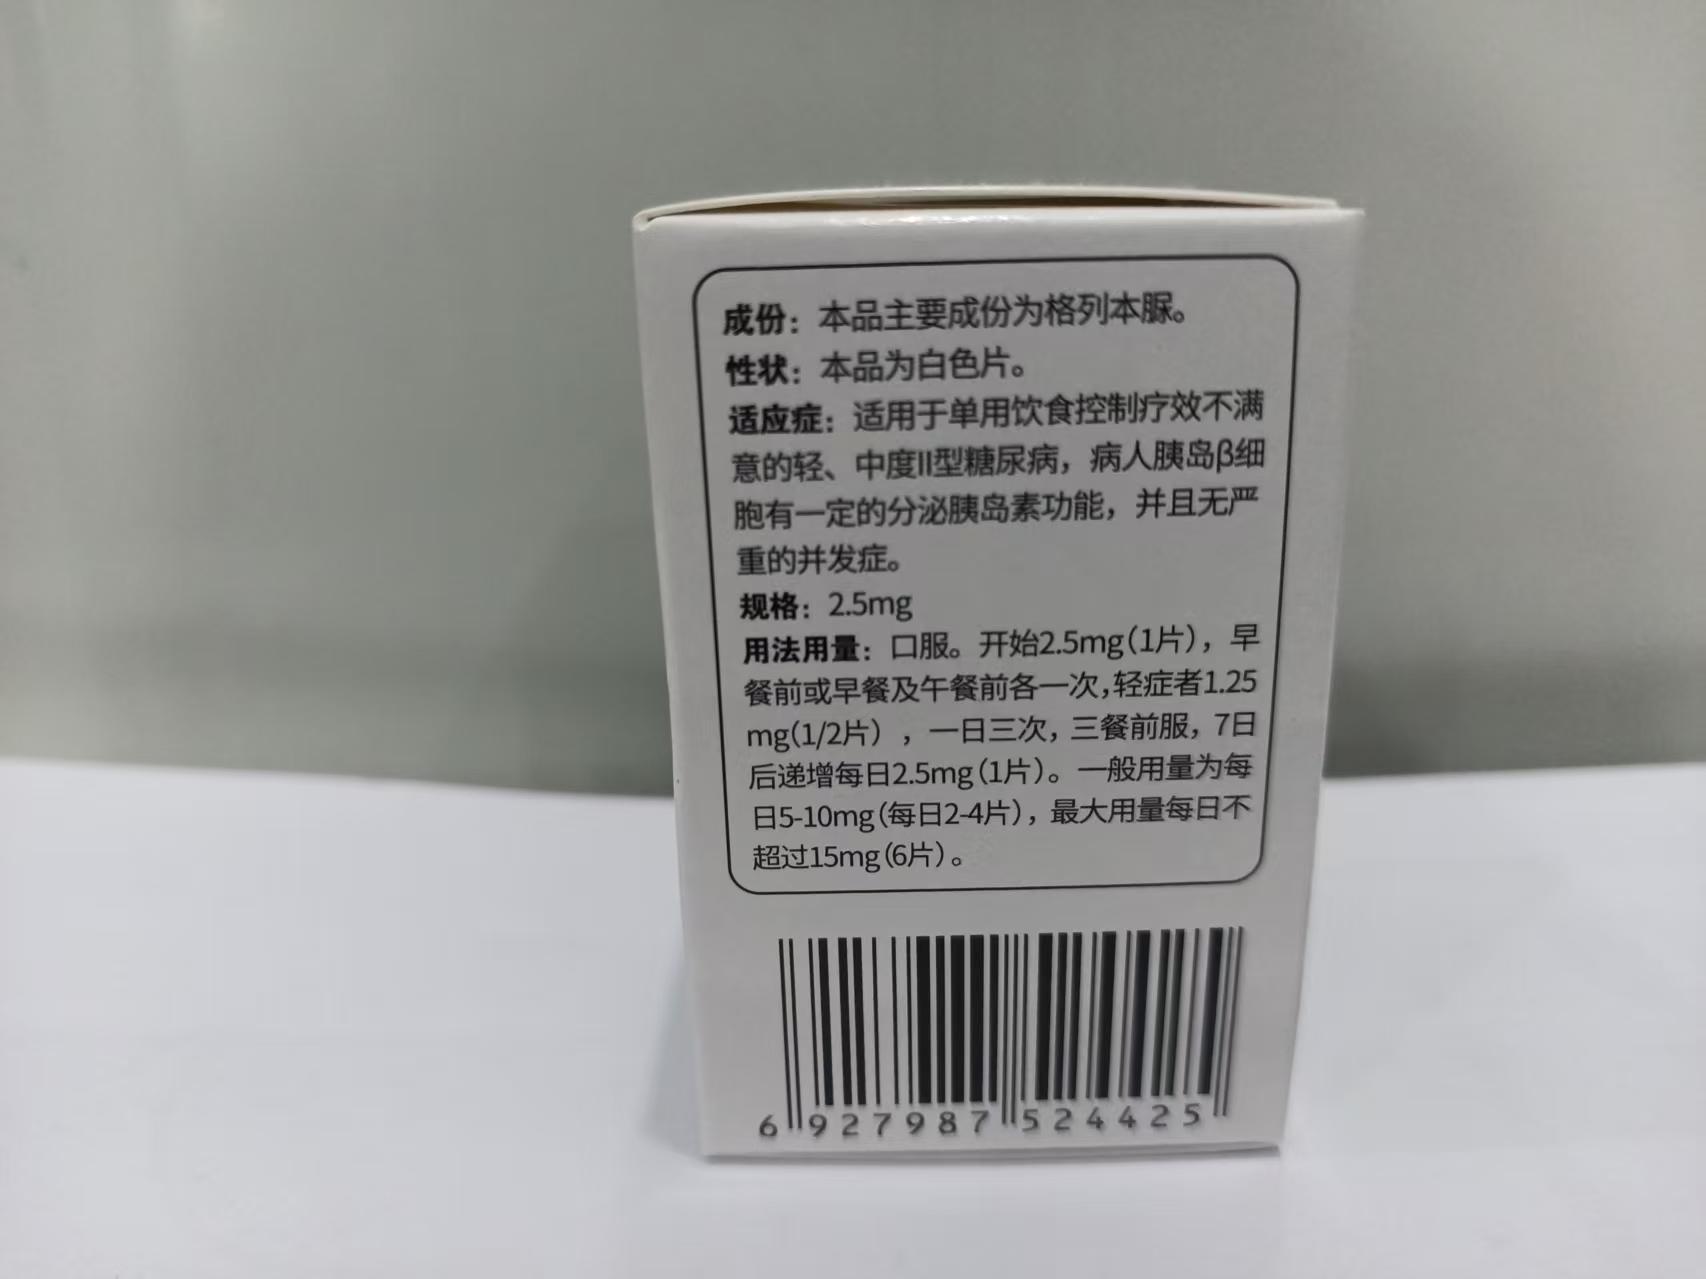 成份：本品主要成份为格列本脲。
性状：本品为白色片。
适应症：适用于单用饮食控制疗效不满
意的轻、中度II型糖尿病，病人胰岛β细
胞有一定的分泌胰岛素功能，并且无严
重的并发症。
规格：2.5mg
用法用量：口服。开始2.5mg（1片），早
餐前或早餐及午餐前各一次，轻症者1.25
mg（1/2片），一日三次，三餐前服，7日
后递增每日2.5mg（1片）。一般用量为每
日5-10mg（每日2-4片），最大用量每日不
超过15mg（6片）。
6 927987 524425